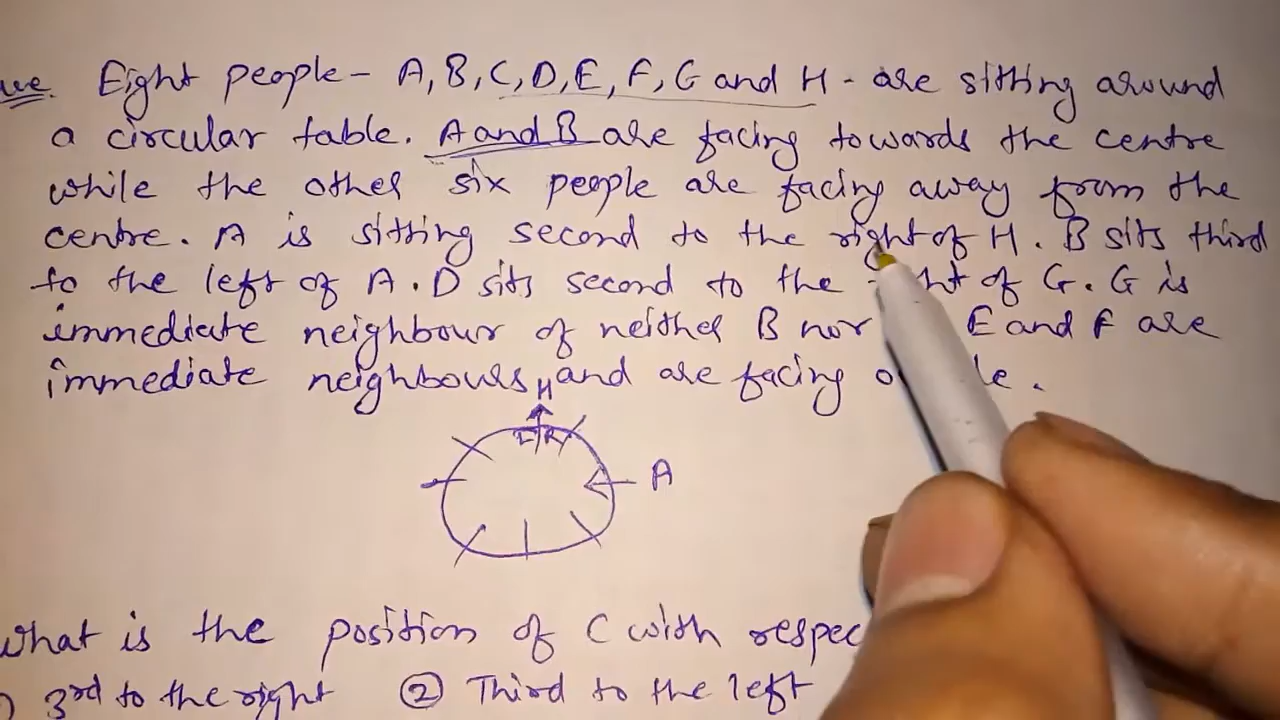 Eight people - A, B, C, D, E, F, G and H - are sitting around
a circular table. A and B are facing towards the centre
while the other six people are facing away from the
centre. A is sitting second to the right of H. B sits third
to the left of A. D sits second to the of G. G is
immediate neighbour of neither B nor E and F are
immediate neighbours and are facing
H
L R
A
what is the position of C with
3rd to the right ② Third to the left